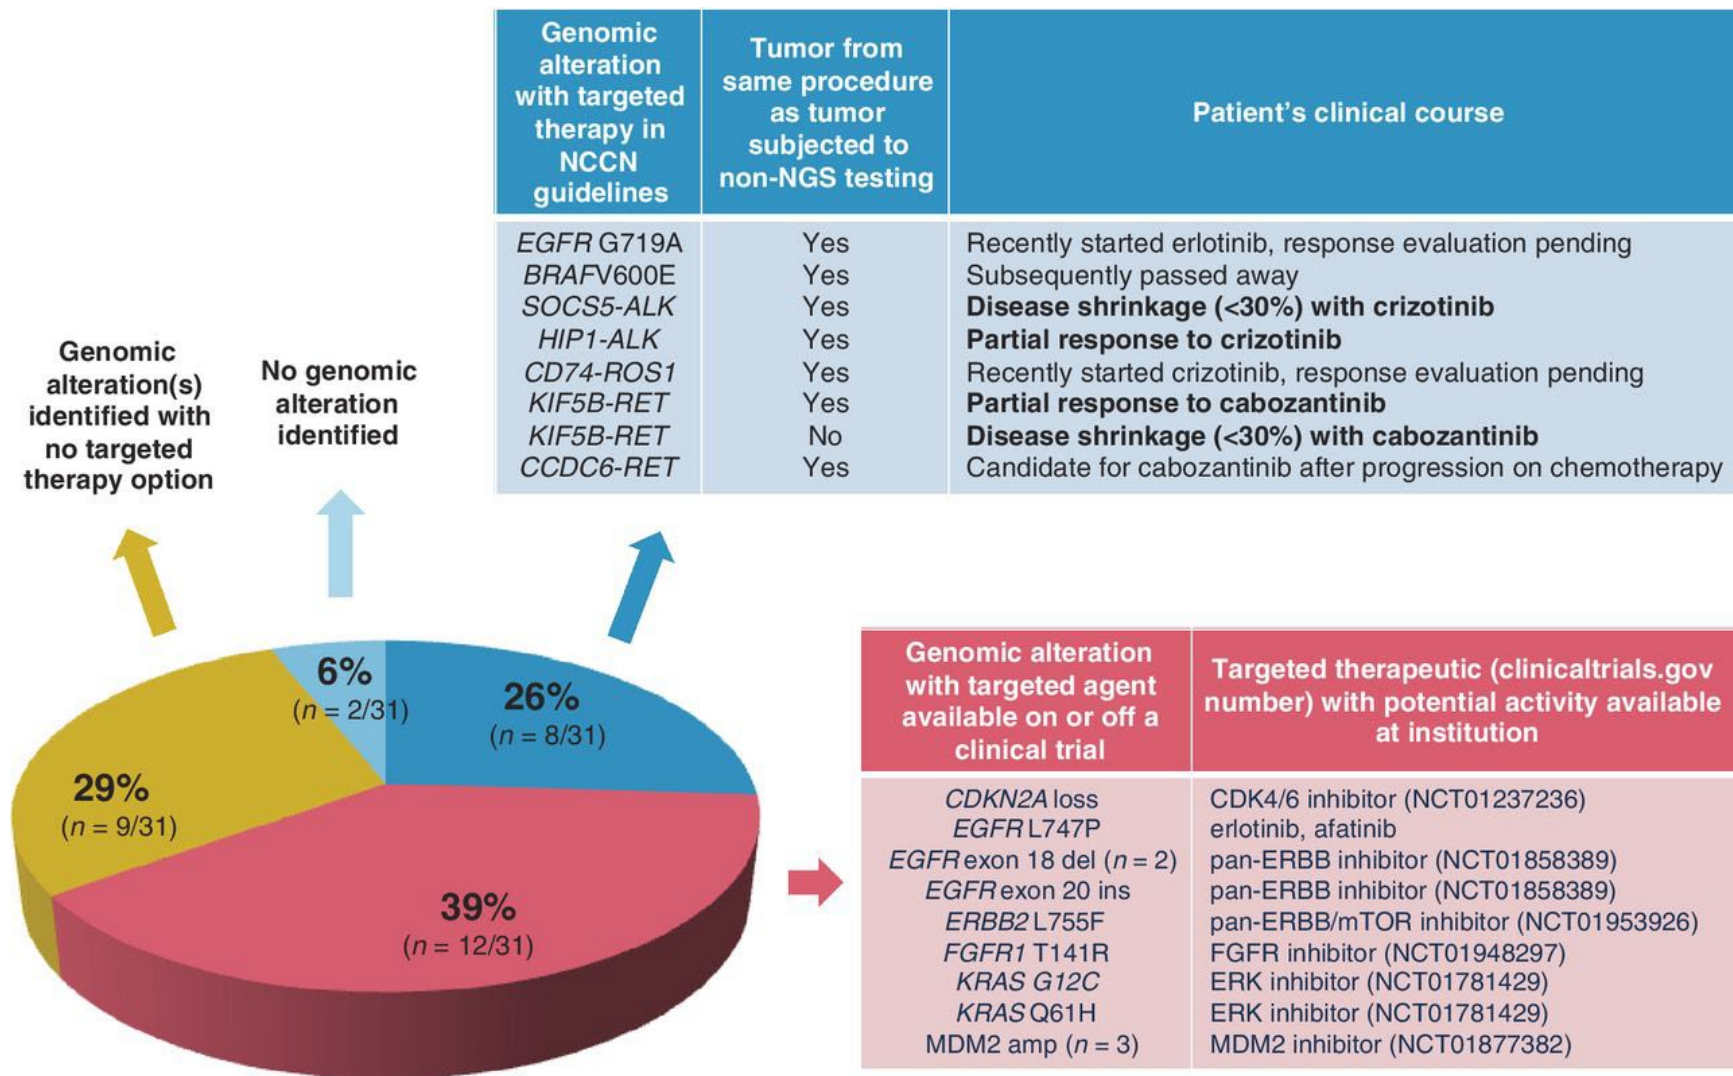 Genomic
alteration
with targeted
therapy in
NCCN
guidelines
Tumor from
same procedure
as tumor
subjected to
non-NGS testing
Patient's clinical course
EGFR G719A Yes Recently started erlotinib, response evaluation pending
BRAFV600E Yes Subsequently passed away
SOCS5-ALK Yes Disease shrinkage (<30%) with crizotinib
HIP1-ALK Yes Partial response to crizotinib
CD74-ROS1 Yes Recently started crizotinib, response evaluation pending
KIF5B-RET Yes Partial response to cabozantinib
KIF5B-RET No Disease shrinkage (<30%) with cabozantinib
CCDC6-RET Yes Candidate for cabozantinib after progression on chemotherapy
Genomic
alteration(s)
identified with
no targeted
therapy option
No genomic
alteration
identified
6%
(n = 2/31)
26%
(n = 8/31)
29%
(n = 9/31)
39%
(n = 12/31)
Genomic alteration
with targeted agent
available on or off a
clinical trial
Targeted therapeutic (clinicaltrials.gov
number) with potential activity available
at institution
CDKN2A loss CDK4/6 inhibitor (NCT01237236)
EGFR L747P erlotinib, afatinib
EGFR exon 18 del (n = 2) pan-ERBB inhibitor (NCT01858389)
EGFR exon 20 ins pan-ERBB inhibitor (NCT01858389)
ERBB2 L755F pan-ERBB/mTOR inhibitor (NCT01953926)
FGFR1 T141R FGFR inhibitor (NCT01948297)
KRAS G12C ERK inhibitor (NCT01781429)
KRAS Q61H ERK inhibitor (NCT01781429)
MDM2 amp (n = 3) MDM2 inhibitor (NCT01877382)